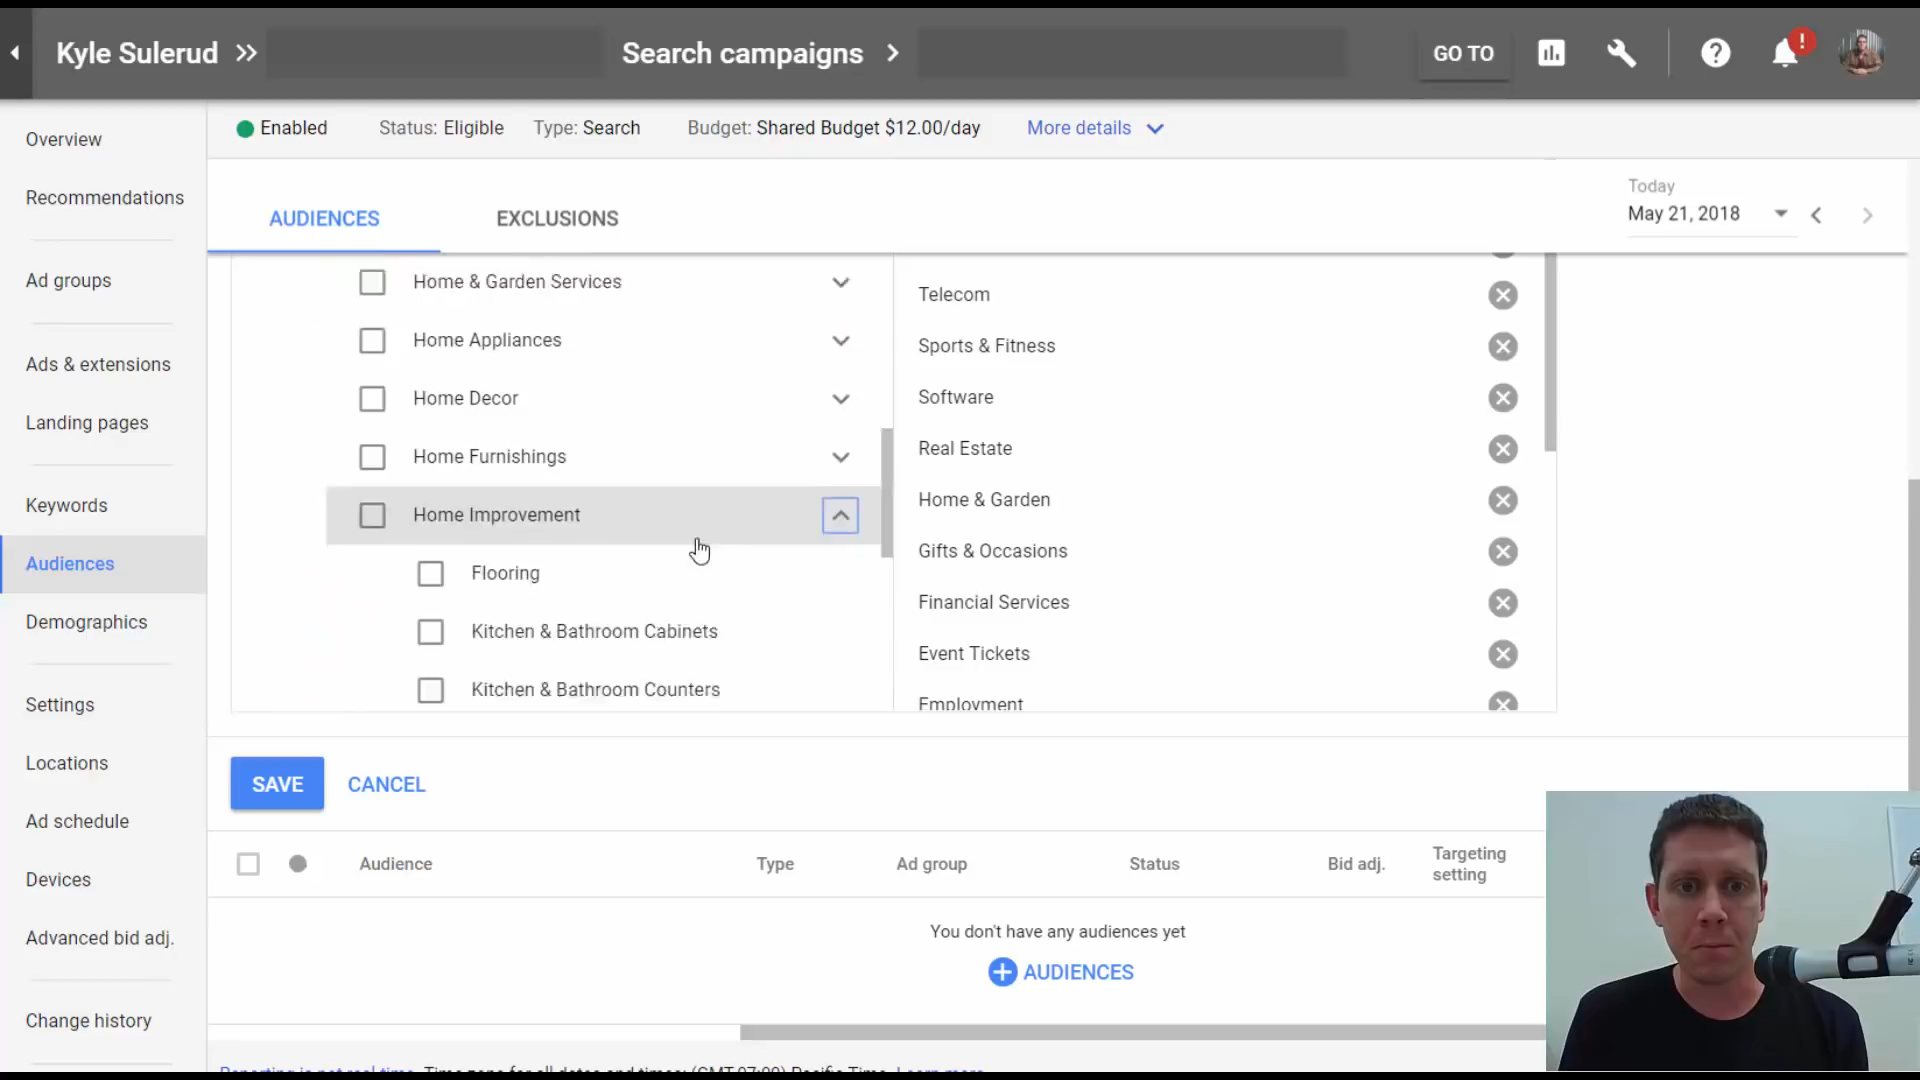 Kyle Sulerud
Search campaigns
GO TO
!
Enabled
Status: Eligible
Type: Search
Budget: Shared Budget $12.00/day
More details
Overview
Recommendations
Ad groups
Ads & extensions
Landing pages
Keywords
Audiences
Demographics
Settings
Locations
Ad schedule
Devices
Advanced bid adj.
Change history
AUDIENCES
EXCLUSIONS
Today
May 21, 2018
Home & Garden Services
Home Appliances
Home Decor
Home Furnishings
Home Improvement
Flooring
Kitchen & Bathroom Cabinets
Kitchen & Bathroom Counters
Telecom
Sports & Fitness
Software
Real Estate
Home & Garden
Gifts & Occasions
Financial Services
Event Tickets
Employment
SAVE
CANCEL
Audience
Type
Ad group
Status
Bid adj.
Targeting
setting
You don't have any audiences yet
AUDIENCES
Reporting is not real-time. Time zone for all dates and times: (GMT-07:00) Pacific Time. Learn more